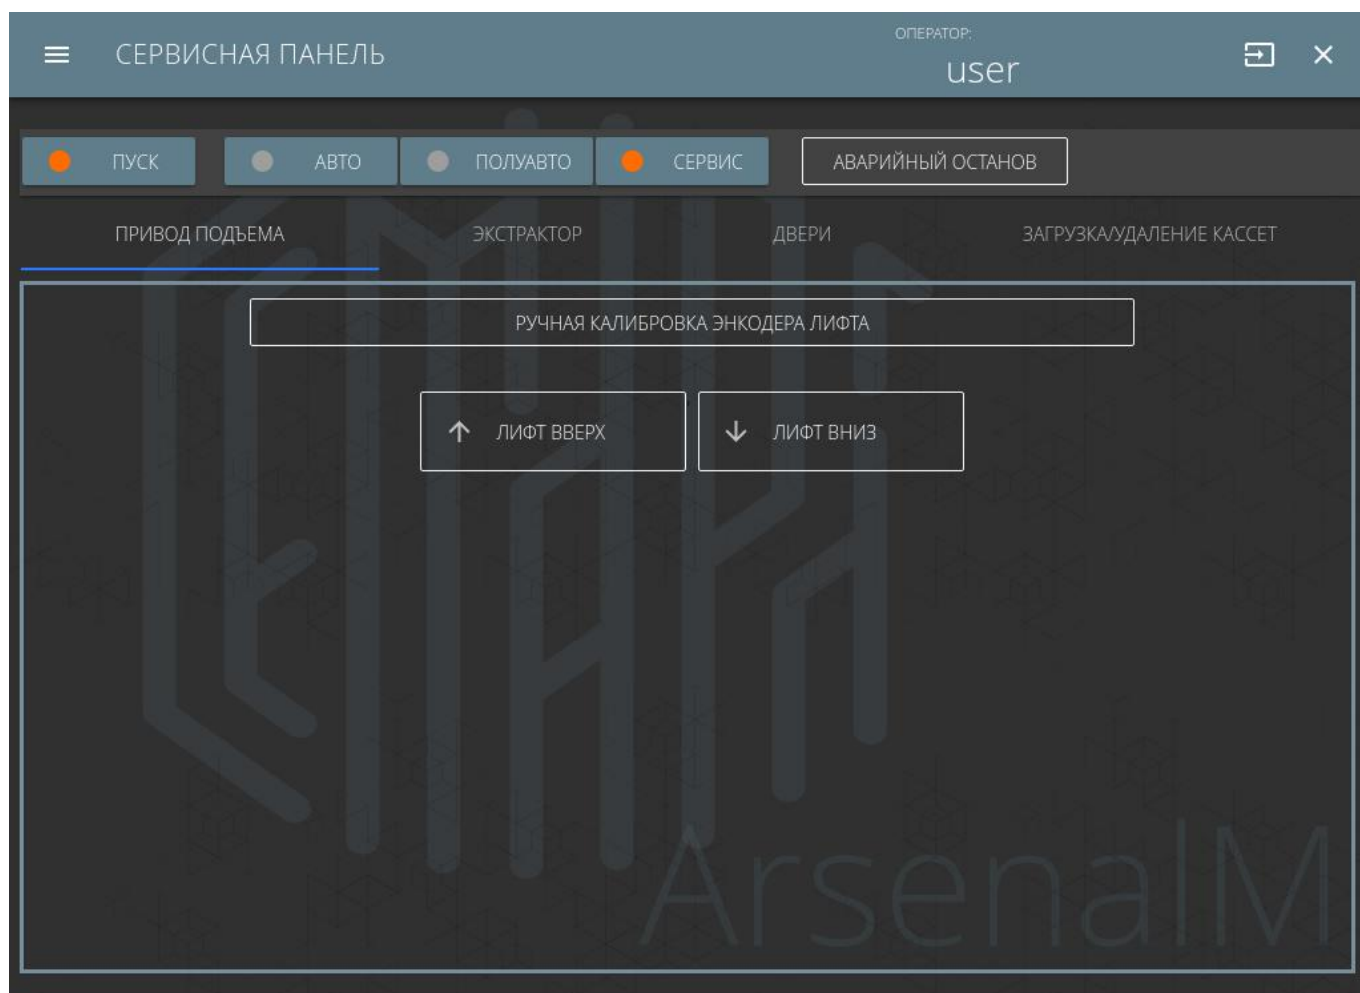 СЕРВИСНАЯ ПАНЕЛЬ
ОПЕРАТОР:
user
ПУСК
АВТО
ПОЛУАВТО
СЕРВИС
АВАРИЙНЫЙ ОСТАНОВ
ПРИВОД ПОДЪЕМА
ЭКСТРАКТОР
ДВЕРИ
ЗАГРУЗКА/УДАЛЕНИЕ КАССЕТ
РУЧНАЯ КАЛИБРОВКА ЭНКОДЕРА ЛИФТА
ЛИФТ ВВЕРХ
ЛИФТ ВНИЗ
ArsenalM